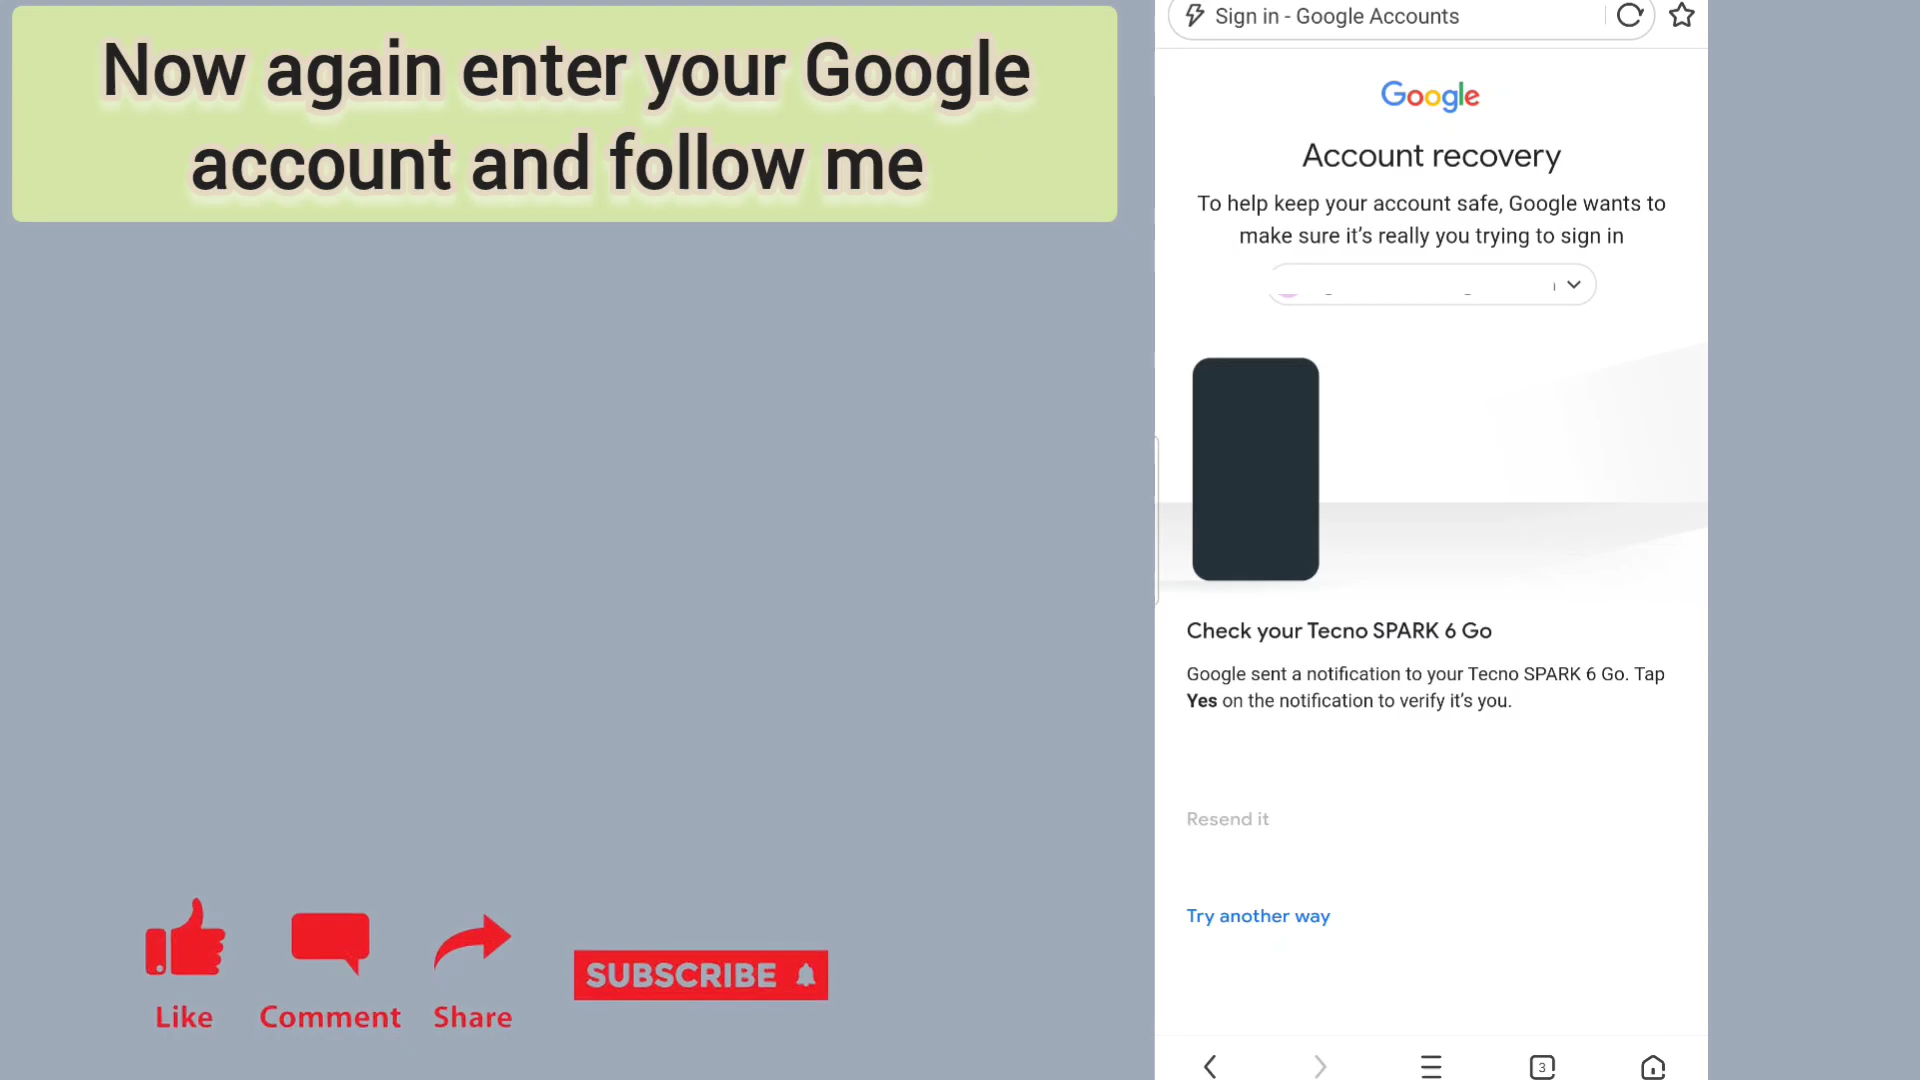 Now again enter your Google
account and follow me
Like
Comment
Share
SUBSCRIBE
Sign in - Google Accounts
Google
Account recovery
To help keep your account safe, Google wants to
make sure it’s really you trying to sign in
Check your Tecno SPARK 6 Go
Google sent a notification to your Tecno SPARK 6 Go. Tap
Yes on the notification to verify it’s you.
Resend it
Try another way
3